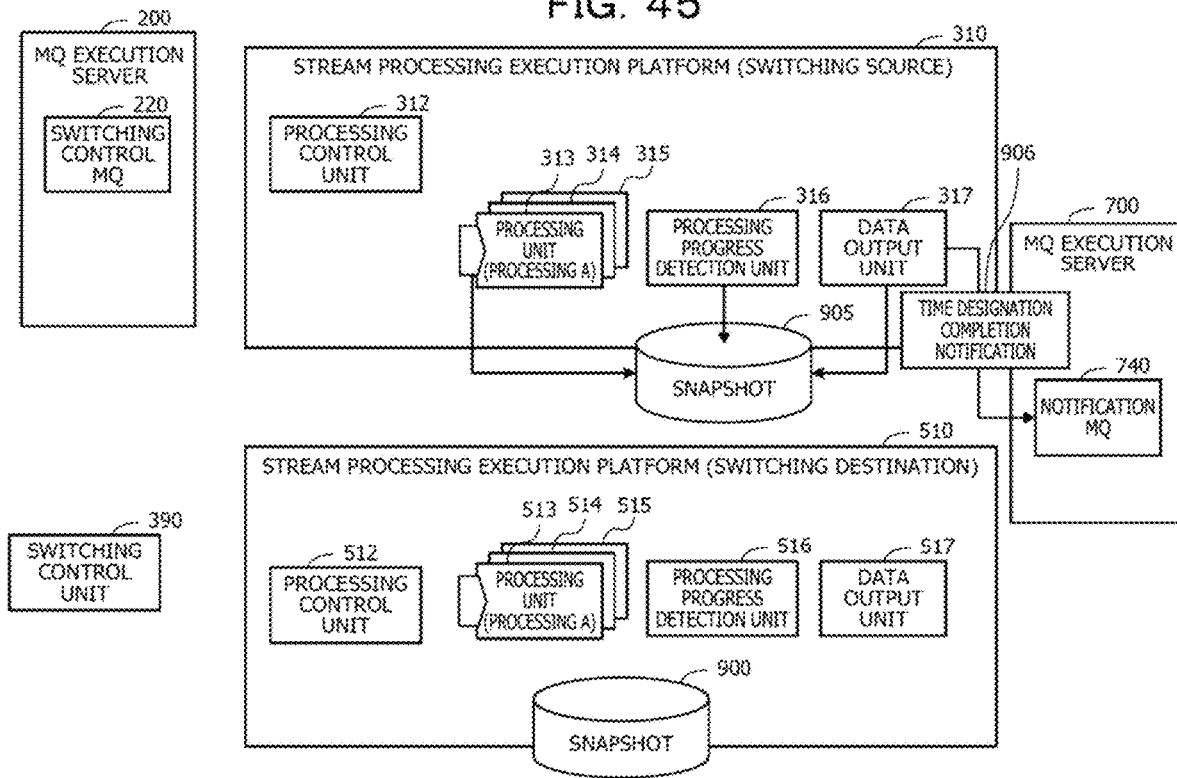 FIG. 45
200
MQ EXECUTION
SERVER
220
SWITCHING
CONTROL
MQ
310
STREAM PROCESSING EXECUTION PLATFORM (SWITCHING SOURCE)
312
PROCESSING
CONTROL
UNIT
313
314
315
PROCESSING
UNIT
(PROCESSING A)
316
PROCESSING
PROGRESS
DETECTION UNIT
317
DATA
OUTPUT
UNIT
906
TIME DESIGNATION
COMPLETION
NOTIFICATION
700
MQ EXECUTION
SERVER
740
NOTIFICATION
MQ
905
SNAPSHOT
510
STREAM PROCESSING EXECUTION PLATFORM (SWITCHING DESTINATION)
390
SWITCHING
CONTROL
UNIT
512
PROCESSING
CONTROL
UNIT
513
514
515
PROCESSING
UNIT
(PROCESSING A)
516
PROCESSING
PROGRESS
DETECTION UNIT
517
DATA
OUTPUT
UNIT
900
SNAPSHOT